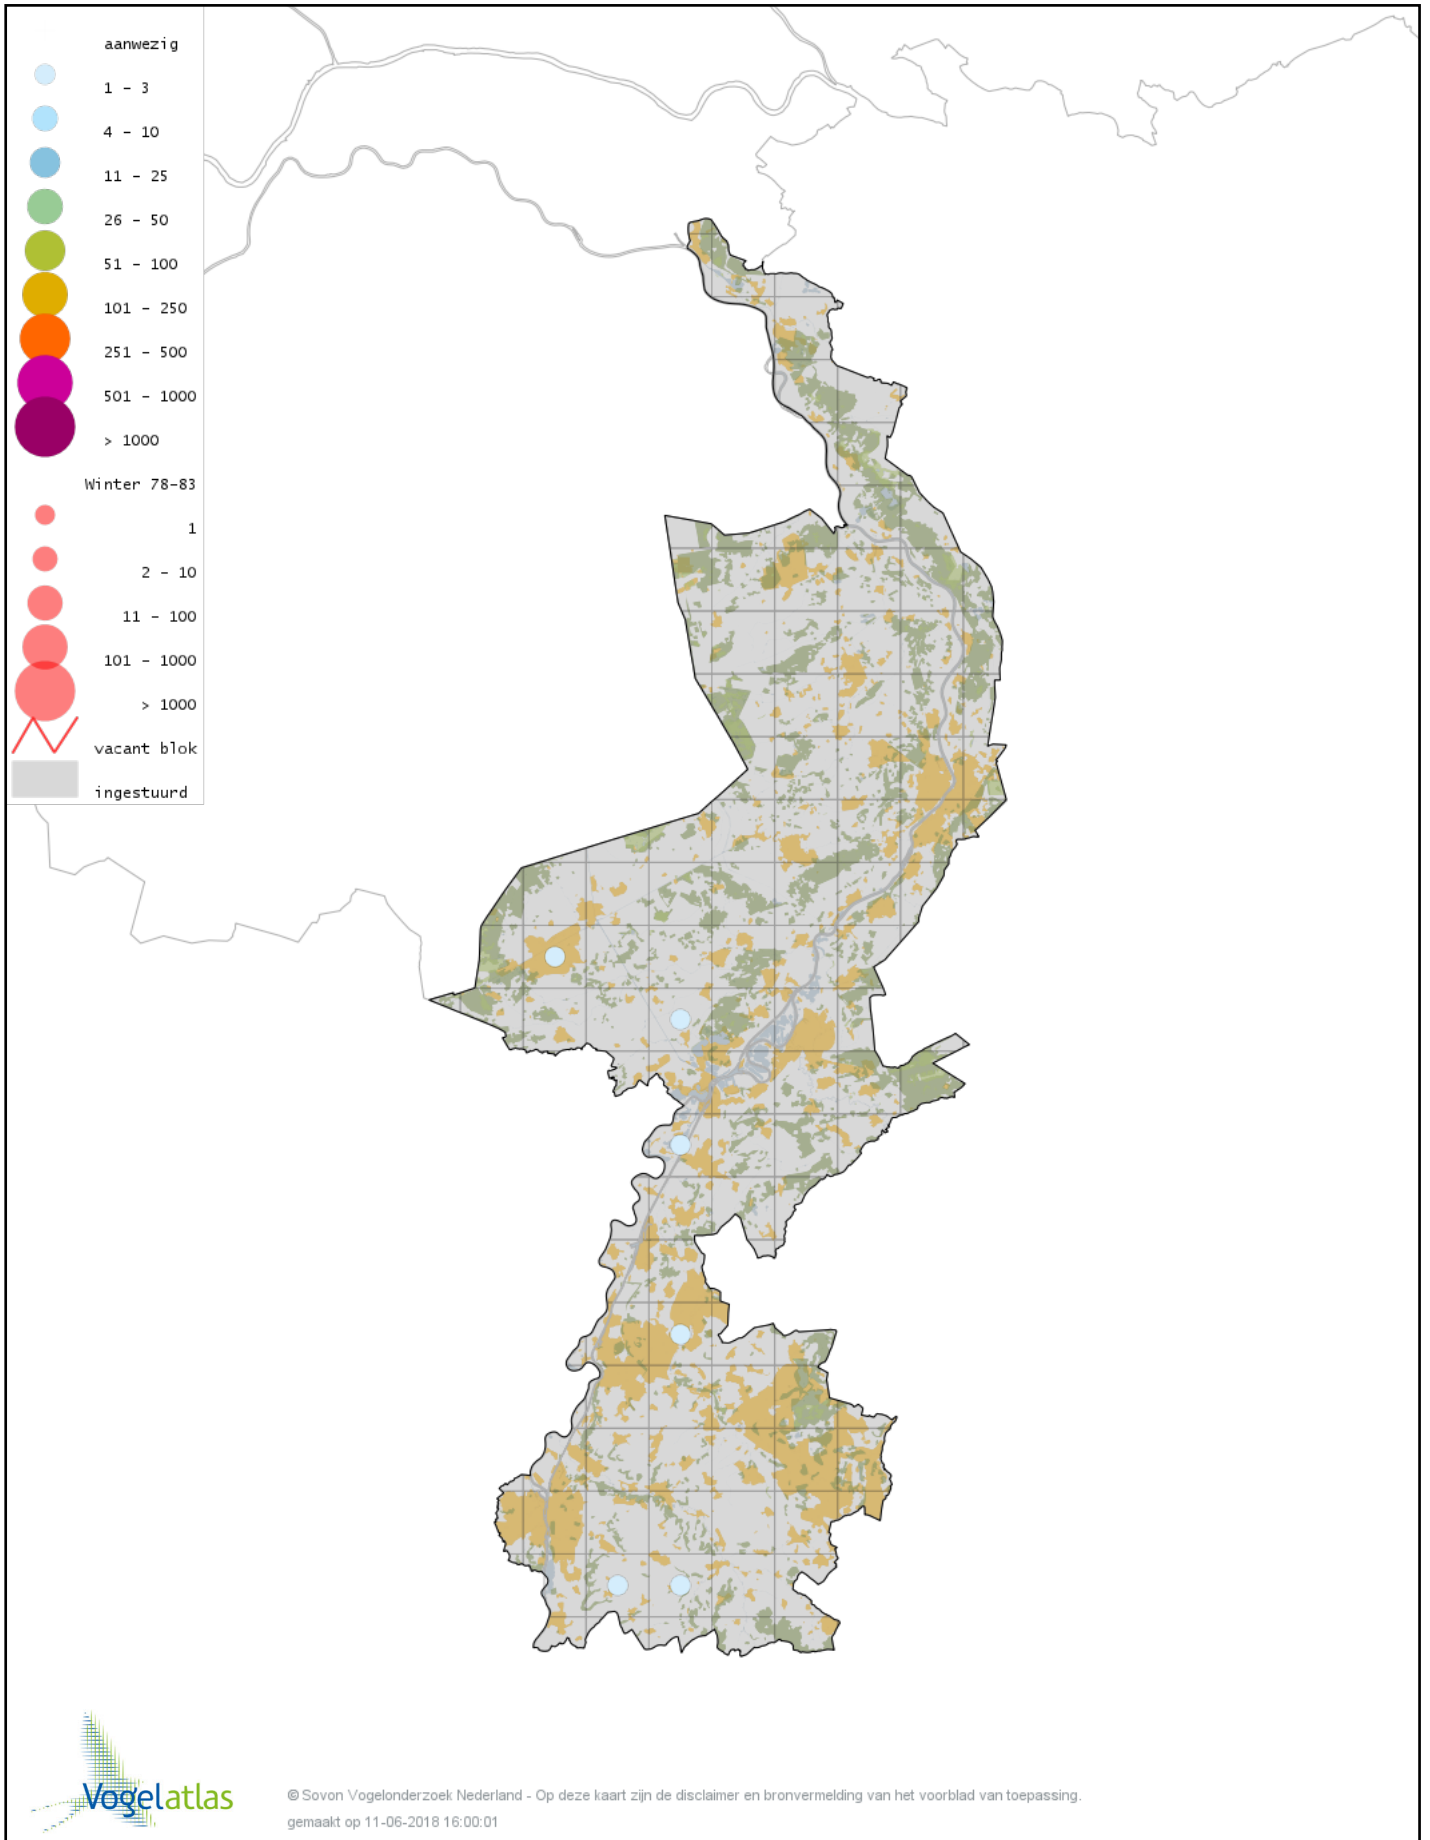 aanwezig
1 - 3
4 - 10
11 - 25
26 - 50
51 - 100
101 - 250
251 - 500
501 - 1000
> 1000
Winter 78-83
1
2 - 10
11 - 100
101 - 1000
> 1000
vacant blok
ingestuurd
Vogelatlas
© Sovon Vogelonderzoek Nederland - Op deze kaart zijn de disclaimer en bronvermelding van het voorblad van toepassing.
gemaakt op 11-06-2018 16:00:01